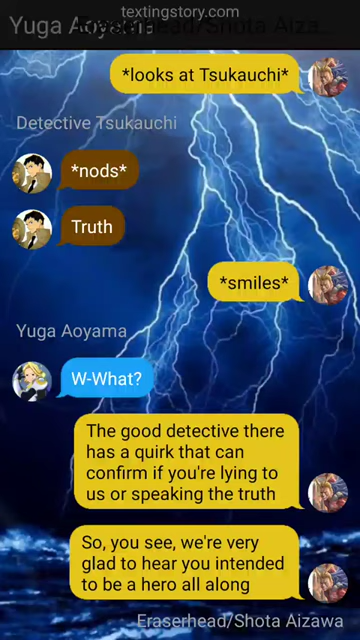 textingstory.com
Yuga Aoyama
*looks at Tsukauchi*
Detective Tsukauchi
*nods*
Truth
*smiles*
Yuga Aoyama
W-What?
The good detective there
has a quirk that can
confirm if you're lying to
us or speaking the truth
So, you see, we're very
glad to hear you intended
to be a hero all along
Eraserhead/Shota Aizawa